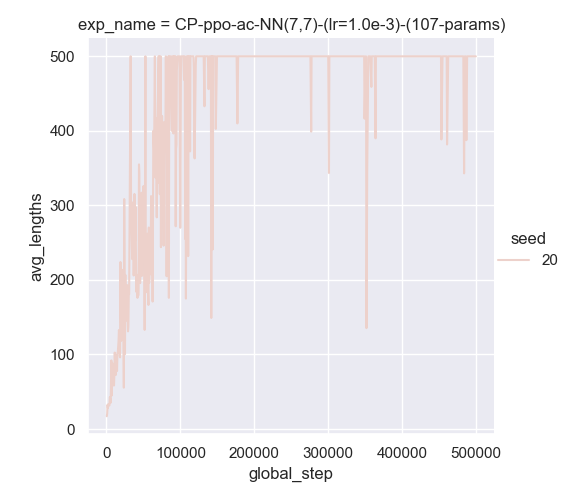 exp_name = CP-ppo-ac-NN(7,7)-(lr=1.0e-3)-(107-params)
500
400
300
200
100
0
avg_lengths
seed
20
0 100000 200000 300000 400000 500000
global_step